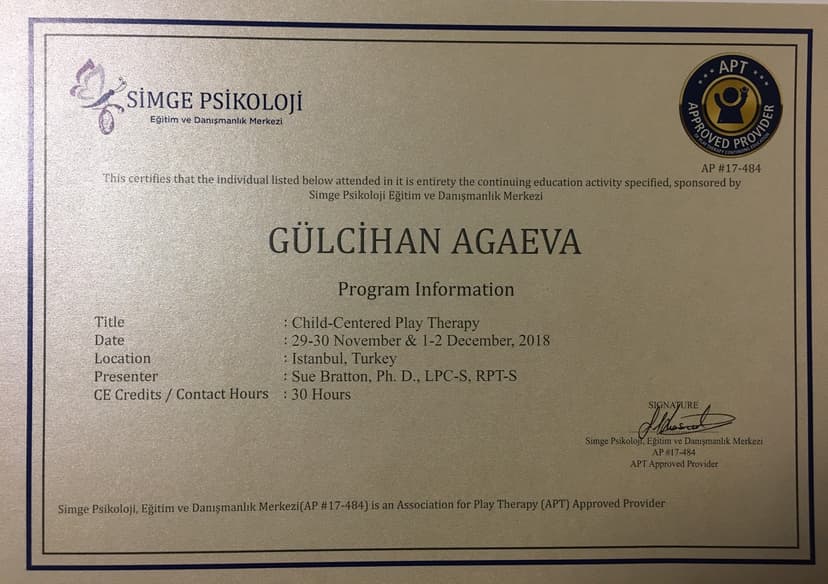 SİMGE PSİKOLOJİ
Eğitim ve Danışmanlık Merkezi
APT
APPROVED PROVIDER
OF PLAY THERAPY CONTINUING EDUCATION
AP #17-484
This certifies that the individual listed below attended in it is entirety the continuing education activity specified, sponsored by
Simge Psikoloji Eğitim ve Danışmanlık Merkezi
GÜLCİHAN AGAEVA
Program Information
Title : Child-Centered Play Therapy
Date : 29-30 November & 1-2 December, 2018
Location : Istanbul, Turkey
Presenter : Sue Bratton, Ph. D., LPC-S, RPT-S
CE Credits / Contact Hours : 30 Hours
SIGNATURE
Simge Psikoloji, Eğitim ve Danışmanlık Merkezi
AP #17-484
APT Approved Provider
Simge Psikoloji, Eğitim ve Danışmanlık Merkezi(AP #17-484) is an Association for Play Therapy (APT) Approved Provider